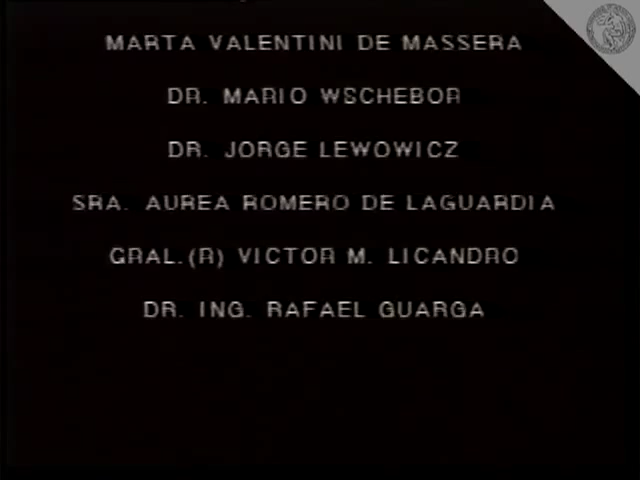 MARTA VALENTINI DE MASSERA
DR. MARIO WSCHEBOR
DR. JORGE LEWOWICZ
SRA. AUREA ROMERO DE LAGUARDIA
GRAL.(R) VICTOR M. LICANDRO
DR. ING. RAFAEL GUARGA